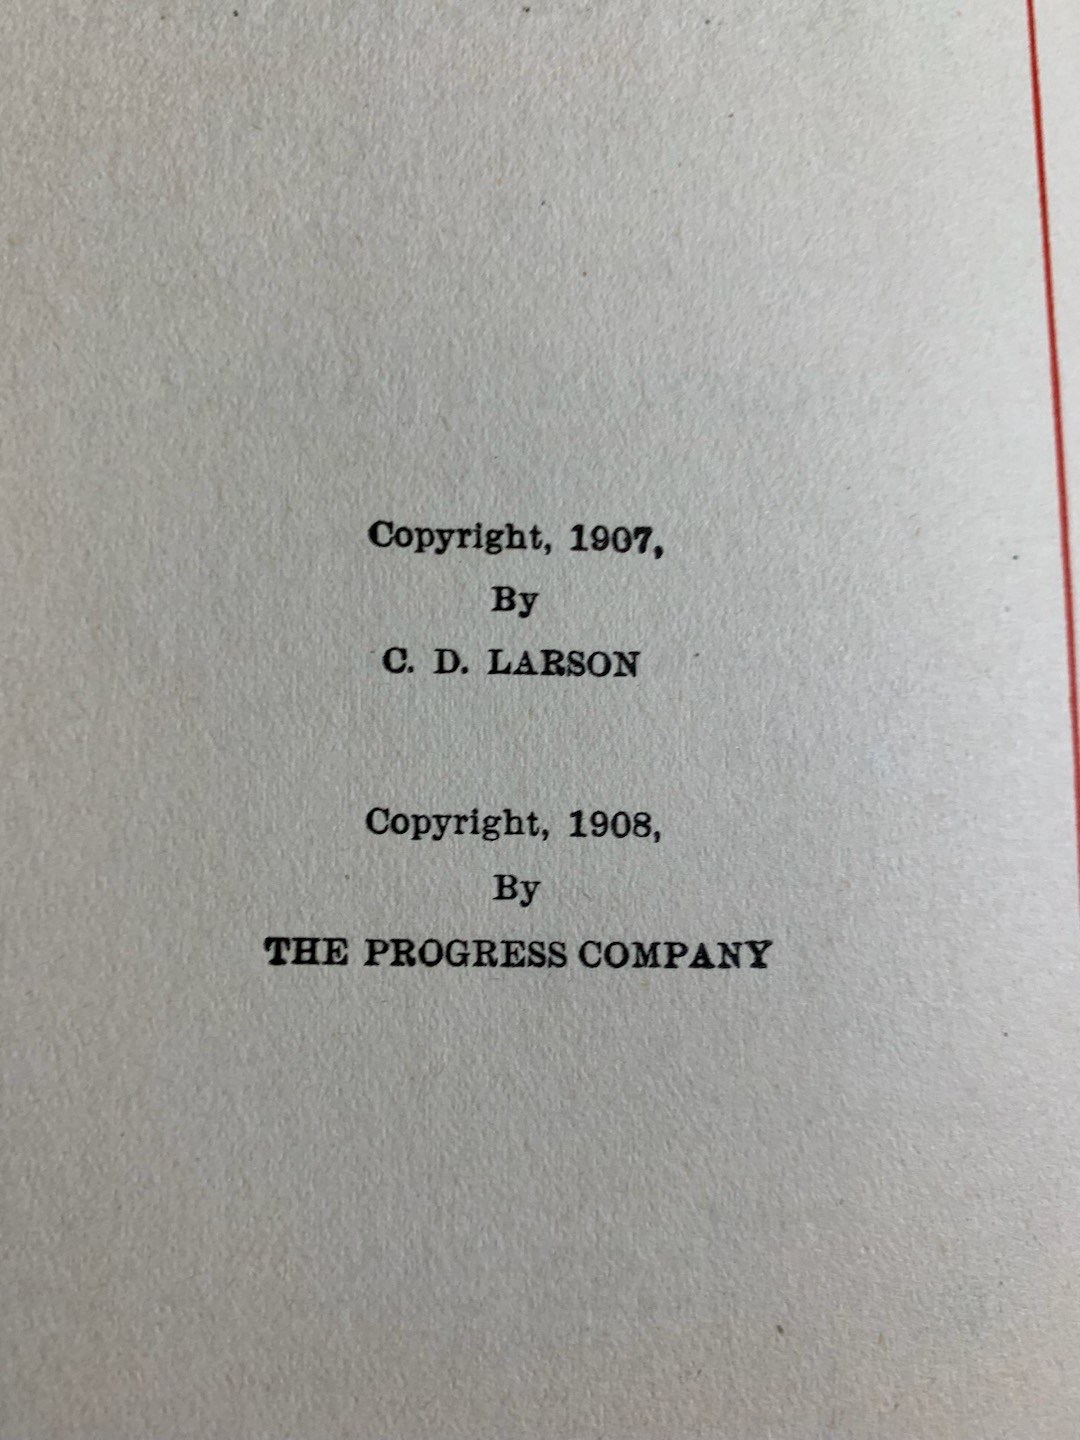 Copyright, 1907,
By
C. D. LARSON
Copyright, 1908,
By
THE PROGRESS COMPANY